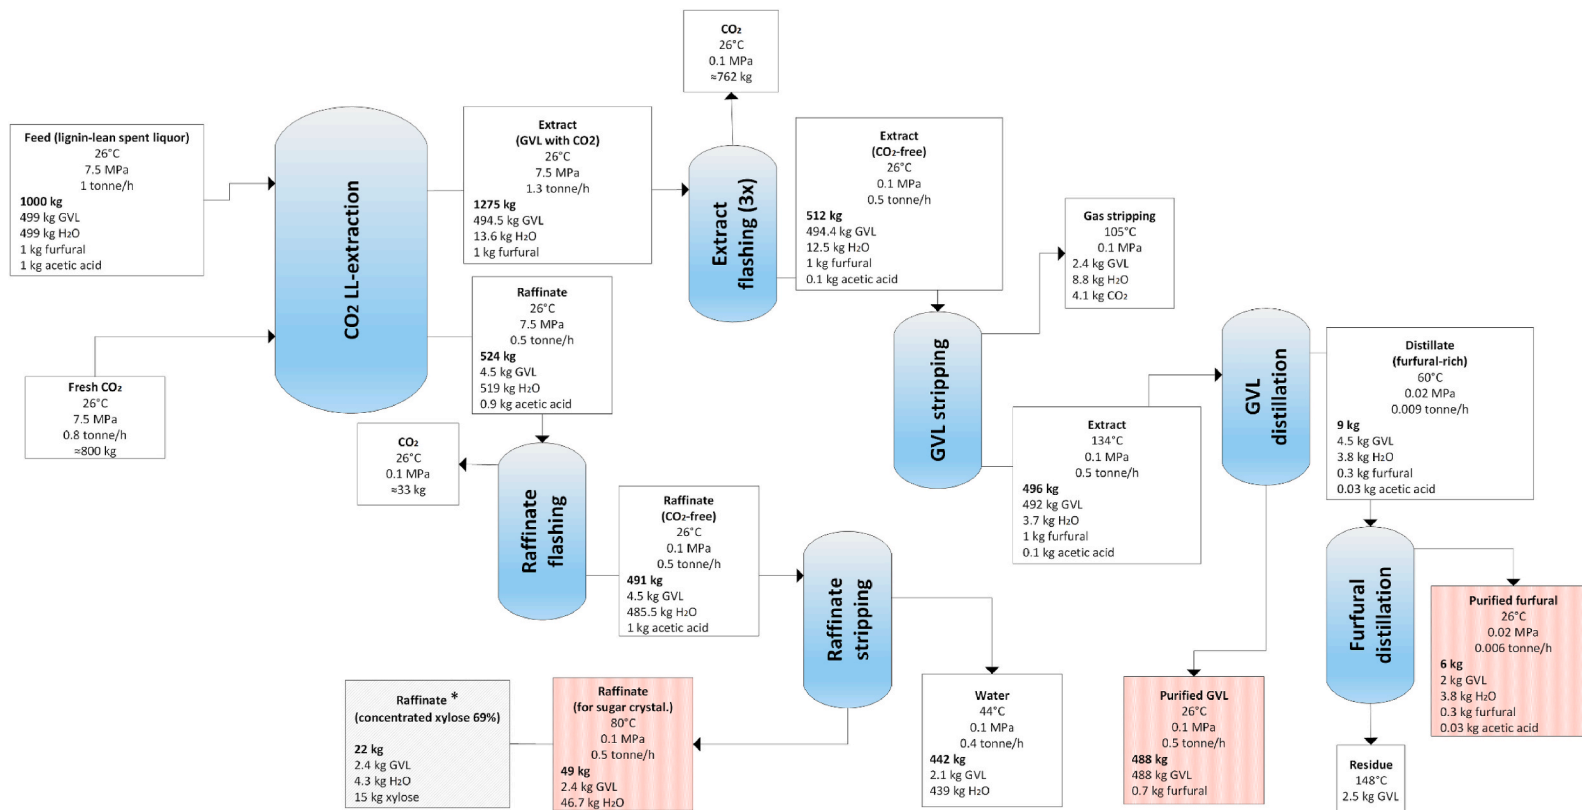 CO₂
26°C
0.1 MPa
≈762 kg
Feed (lignin-lean spent liquor)
26°C
7.5 MPa
1 tonne/h
1000 kg
499 kg GVL
499 kg H₂O
1 kg furfural
1 kg acetic acid
CO2 LL-extraction
Extract
(GVL with CO2)
26°C
7.5 MPa
1.3 tonne/h
1275 kg
494.5 kg GVL
13.6 kg H₂O
1 kg furfural
Extract
flashing (3x)
Extract
(CO₂-free)
26°C
0.1 MPa
0.5 tonne/h
512 kg
494.4 kg GVL
12.5 kg H₂O
1 kg furfural
0.1 kg acetic acid
Gas stripping
105°C
0.1 MPa
2.4 kg GVL
8.8 kg H₂O
4.1 kg CO₂
Raffinate
26°C
7.5 MPa
0.5 tonne/h
524 kg
4.5 kg GVL
519 kg H₂O
0.9 kg acetic acid
Fresh CO₂
26°C
7.5 MPa
0.8 tonne/h
≈800 kg
GVL stripping
GVL
distillation
Distillate
(furfural-rich)
60°C
0.02 MPa
0.009 tonne/h
9 kg
4.5 kg GVL
3.8 kg H₂O
0.3 kg furfural
0.03 kg acetic acid
Extract
134°C
0.1 MPa
0.5 tonne/h
496 kg
492 kg GVL
3.7 kg H₂O
1 kg furfural
0.1 kg acetic acid
CO₂
26°C
0.1 MPa
≈33 kg
Raffinate
flashing
Raffinate
(CO₂-free)
26°C
0.1 MPa
0.5 tonne/h
491 kg
4.5 kg GVL
485.5 kg H₂O
1 kg acetic acid
Raffinate
stripping
Furfural
distillation
Purified furfural
26°C
0.02 MPa
0.006 tonne/h
6 kg
2 kg GVL
3.8 kg H₂O
0.3 kg furfural
0.03 kg acetic acid
Raffinate *
(concentrated xylose 69%)
22 kg
2.4 kg GVL
4.3 kg H₂O
15 kg xylose
Raffinate
(for sugar crystal.)
80°C
0.1 MPa
0.5 tonne/h
49 kg
2.4 kg GVL
46.7 kg H₂O
Water
44°C
0.1 MPa
0.4 tonne/h
442 kg
2.1 kg GVL
439 kg H₂O
Purified GVL
26°C
0.1 MPa
0.5 tonne/h
488 kg
488 kg GVL
0.7 kg furfural
Residue
148°C
2.5 kg GVL